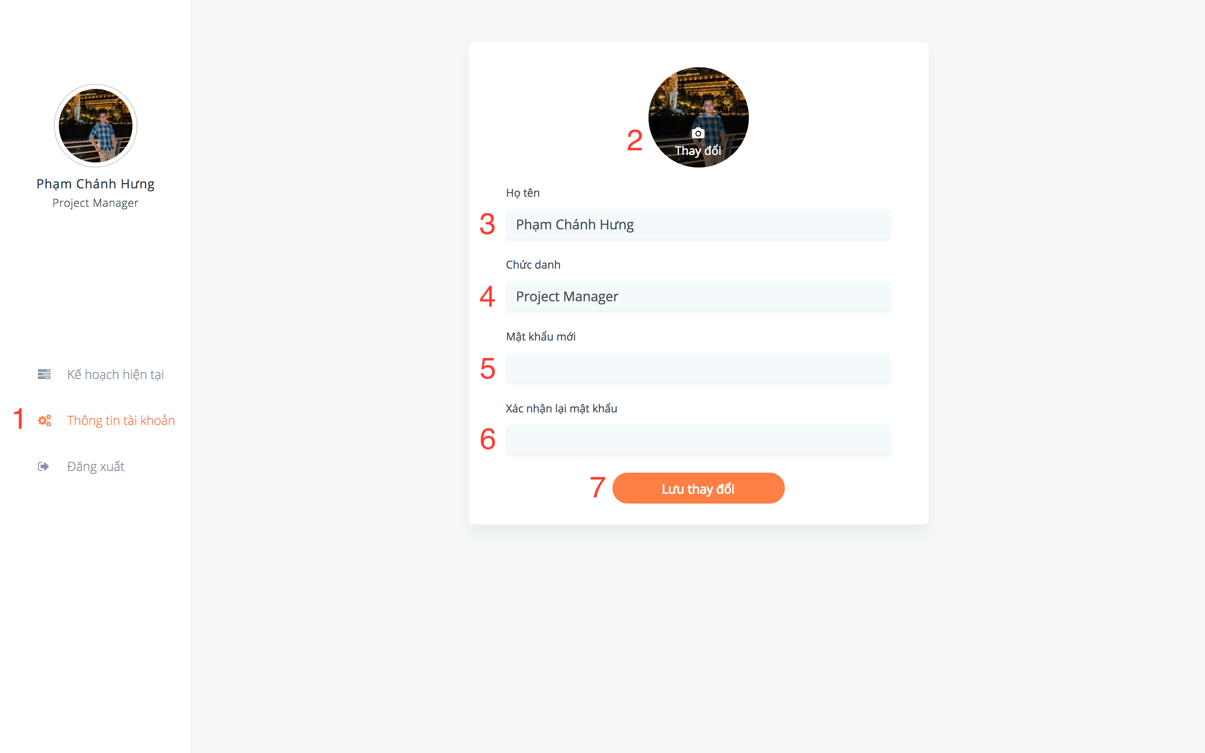 Phạm Chánh Hưng
Project Manager
1
Kế hoạch hiện tại
Thông tin tài khoản
Đăng xuất
2
Thay đổi
Họ tên
3
Phạm Chánh Hưng
Chức danh
4
Project Manager
Mật khẩu mới
5
Xác nhận lại mật khẩu
6
7
Lưu thay đổi